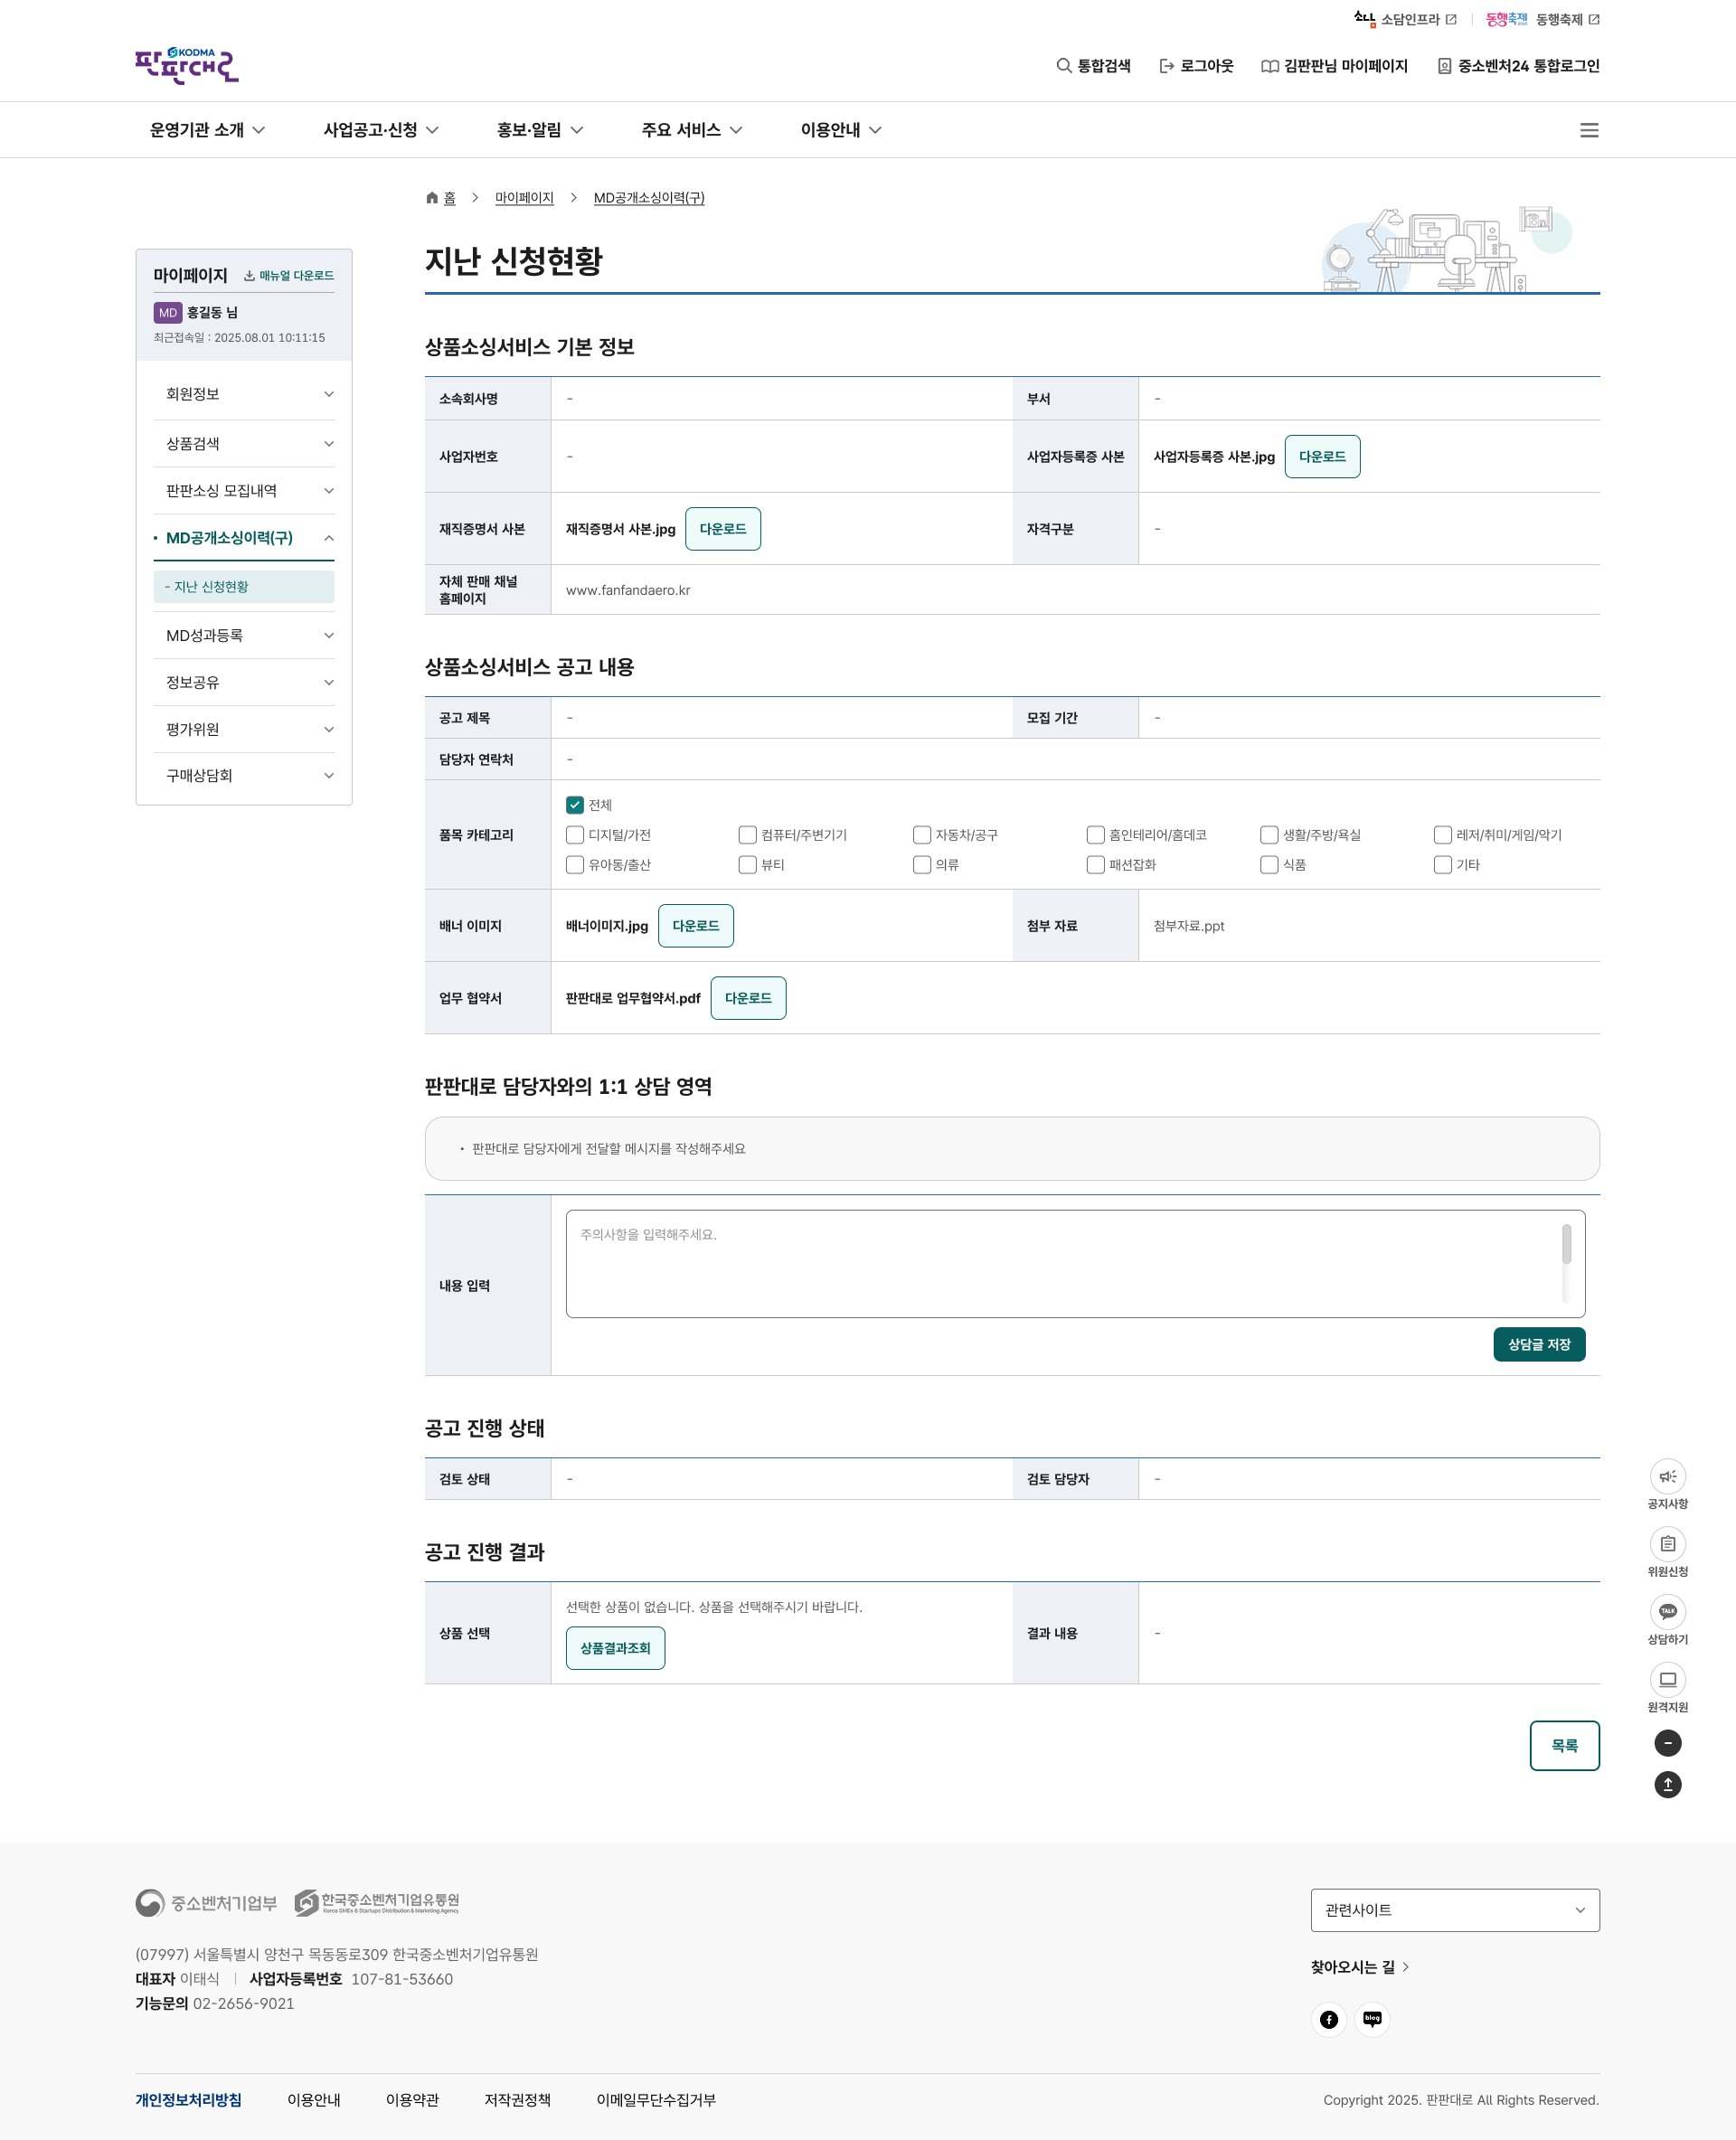 소담 소담인프라
동행축제 동행축제
KODMA
판판대로
통합검색
로그아웃
김판판님 마이페이지
중소벤처24 통합로그인
운영기관 소개
사업공고·신청
홍보·알림
주요 서비스
이용안내
홈 마이페이지 MD공개소싱이력(구)
지난 신청현황
마이페이지
매뉴얼 다운로드
MD 홍길동 님
최근접속일 : 2025.08.01 10:11:15
회원정보
상품검색
판판소싱 모집내역
MD공개소싱이력(구)
- 지난 신청현황
MD성과등록
정보공유
평가위원
구매상담회
상품소싱서비스 기본 정보
소속회사명 - 부서 -
사업자번호 - 사업자등록증 사본 사업자등록증 사본.jpg 다운로드
재직증명서 사본 재직증명서 사본.jpg 다운로드 자격구분 -
자체 판매 채널
홈페이지
www.fanfandaero.kr
상품소싱서비스 공고 내용
공고 제목 - 모집 기간 -
담당자 연락처 -
품목 카테고리
전체
디지털/가전 컴퓨터/주변기기 자동차/공구 홈인테리어/홈데코 생활/주방/욕실 레저/취미/게임/악기
유아동/출산 뷰티 의류 패션잡화 식품 기타
배너 이미지 배너이미지.jpg 다운로드 첨부 자료 첨부자료.ppt
업무 협약서 판판대로 업무협약서.pdf 다운로드
판판대로 담당자와의 1:1 상담 영역
• 판판대로 담당자에게 전달할 메시지를 작성해주세요
내용 입력
주의사항을 입력해주세요.
상담글 저장
공고 진행 상태
검토 상태 - 검토 담당자 -
공고 진행 결과
상품 선택
선택한 상품이 없습니다. 상품을 선택해주시기 바랍니다.
상품결과조회
결과 내용 -
목록
공지사항
위원신청
TALK
상담하기
원격지원
중소벤처기업부
한국중소벤처기업유통원
Korea SMEs & Startups Distribution & Marketing Agency
(07997) 서울특별시 양천구 목동동로309 한국중소벤처기업유통원
대표자 이태식 사업자등록번호 107-81-53660
기능문의 02-2656-9021
관련사이트
찾아오시는 길
blog
개인정보처리방침 이용안내 이용약관 저작권정책 이메일무단수집거부
Copyright 2025. 판판대로 All Rights Reserved.